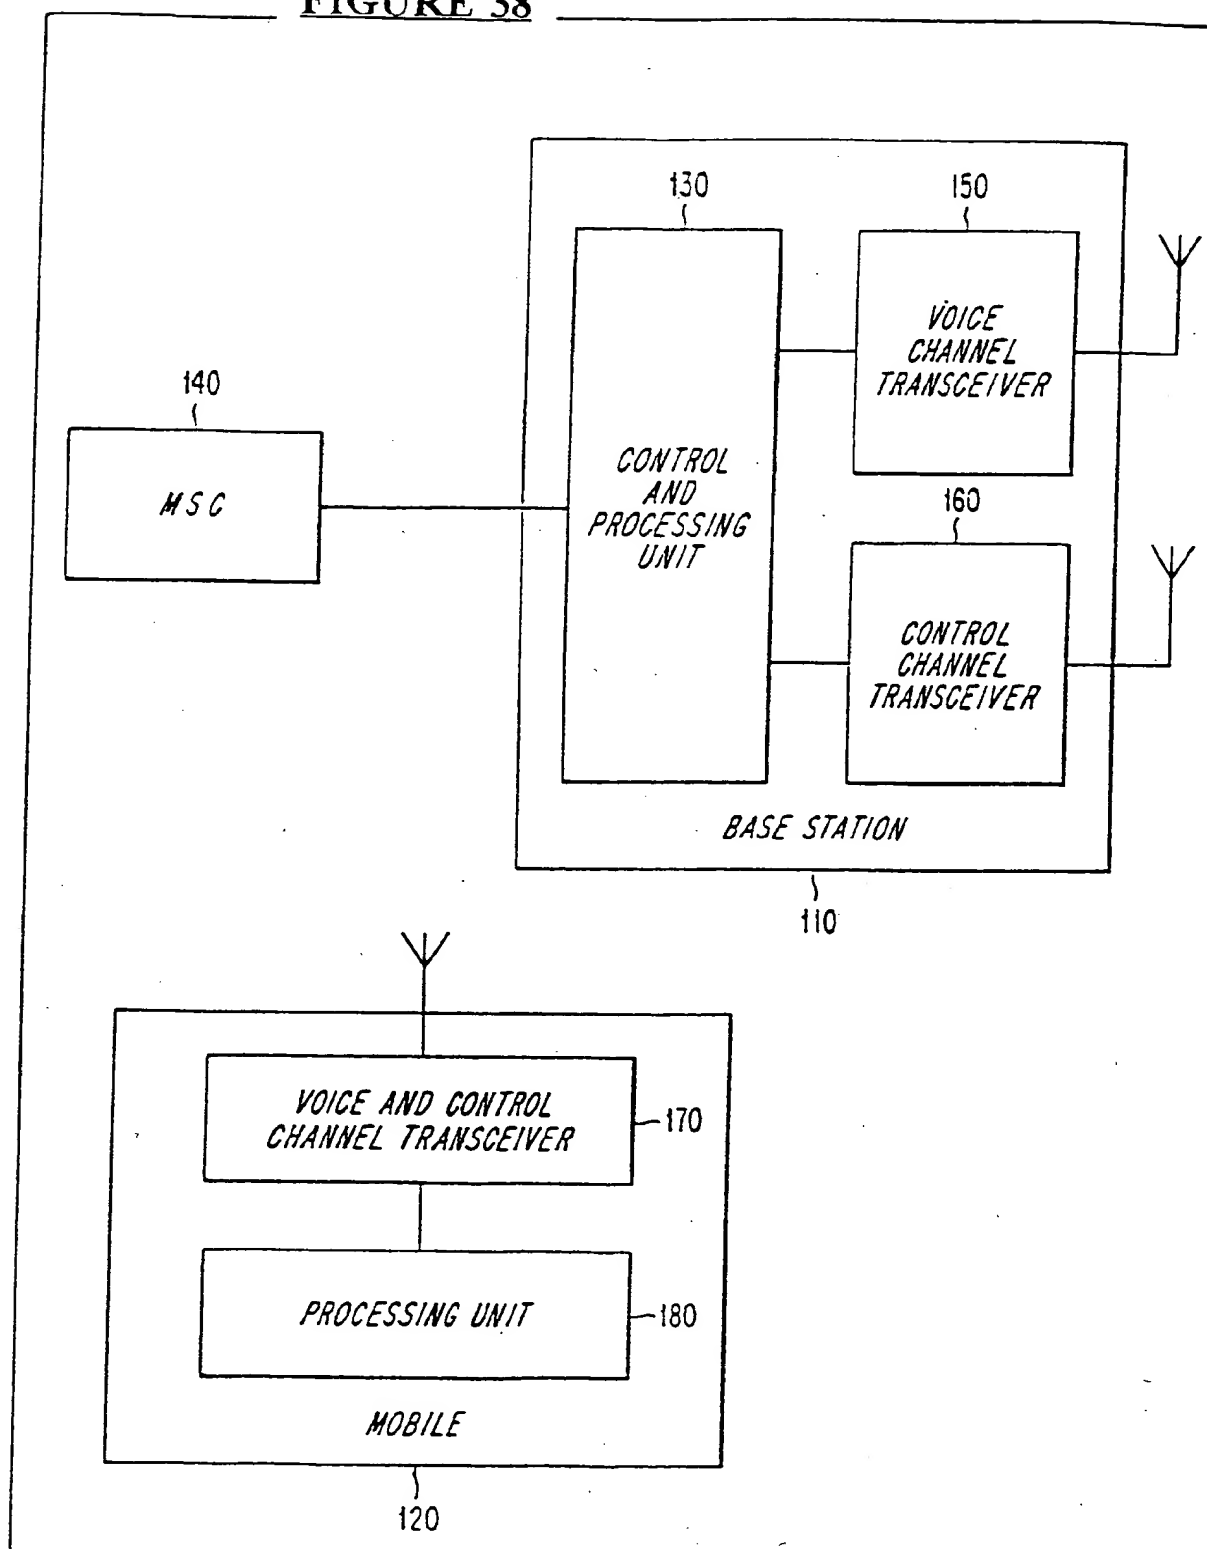 FIGURE 38
130
150
VOICE
CHANNEL
TRANSCEIVER
140
MSC
CONTROL
AND
PROCESSING
UNIT
160
CONTROL
CHANNEL
TRANSCEIVER
BASE STATION
110
VOICE AND CONTROL
CHANNEL TRANSCEIVER
170
PROCESSING UNIT
180
MOBILE
120